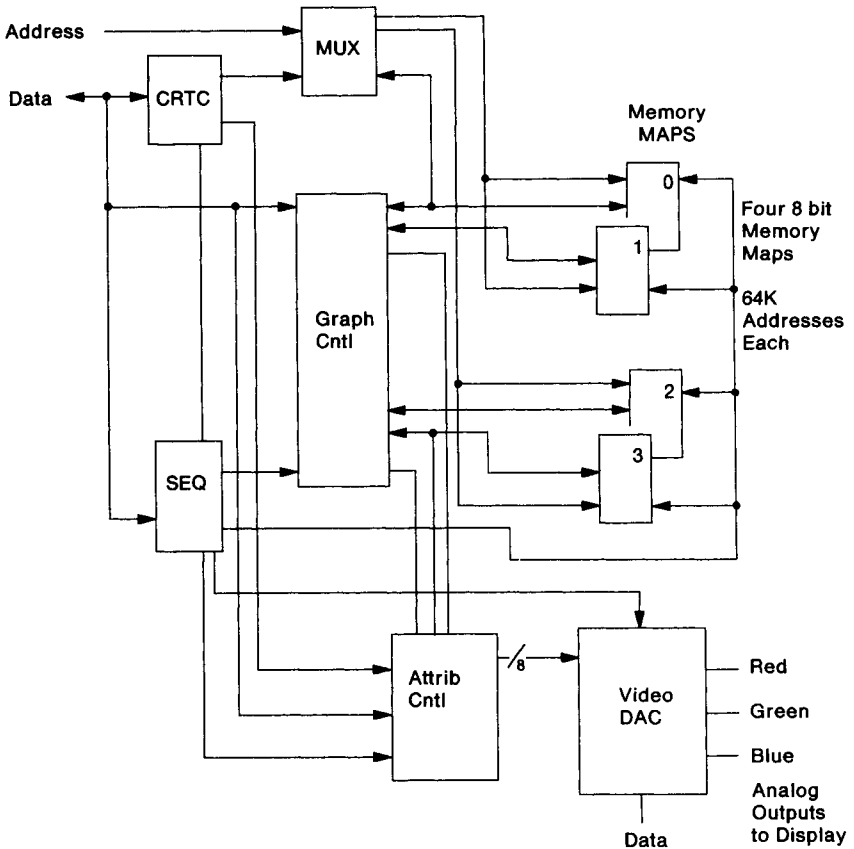 Address
MUX
Data
CRTC
Memory
MAPS
0
Four 8 bit
Memory
Maps
1
64K
Addresses
Each
Graph
Cntl
2
3
SEQ
Attrib
Cntl
8
Video
DAC
Red
Green
Blue
Analog
Outputs
to Display
Data